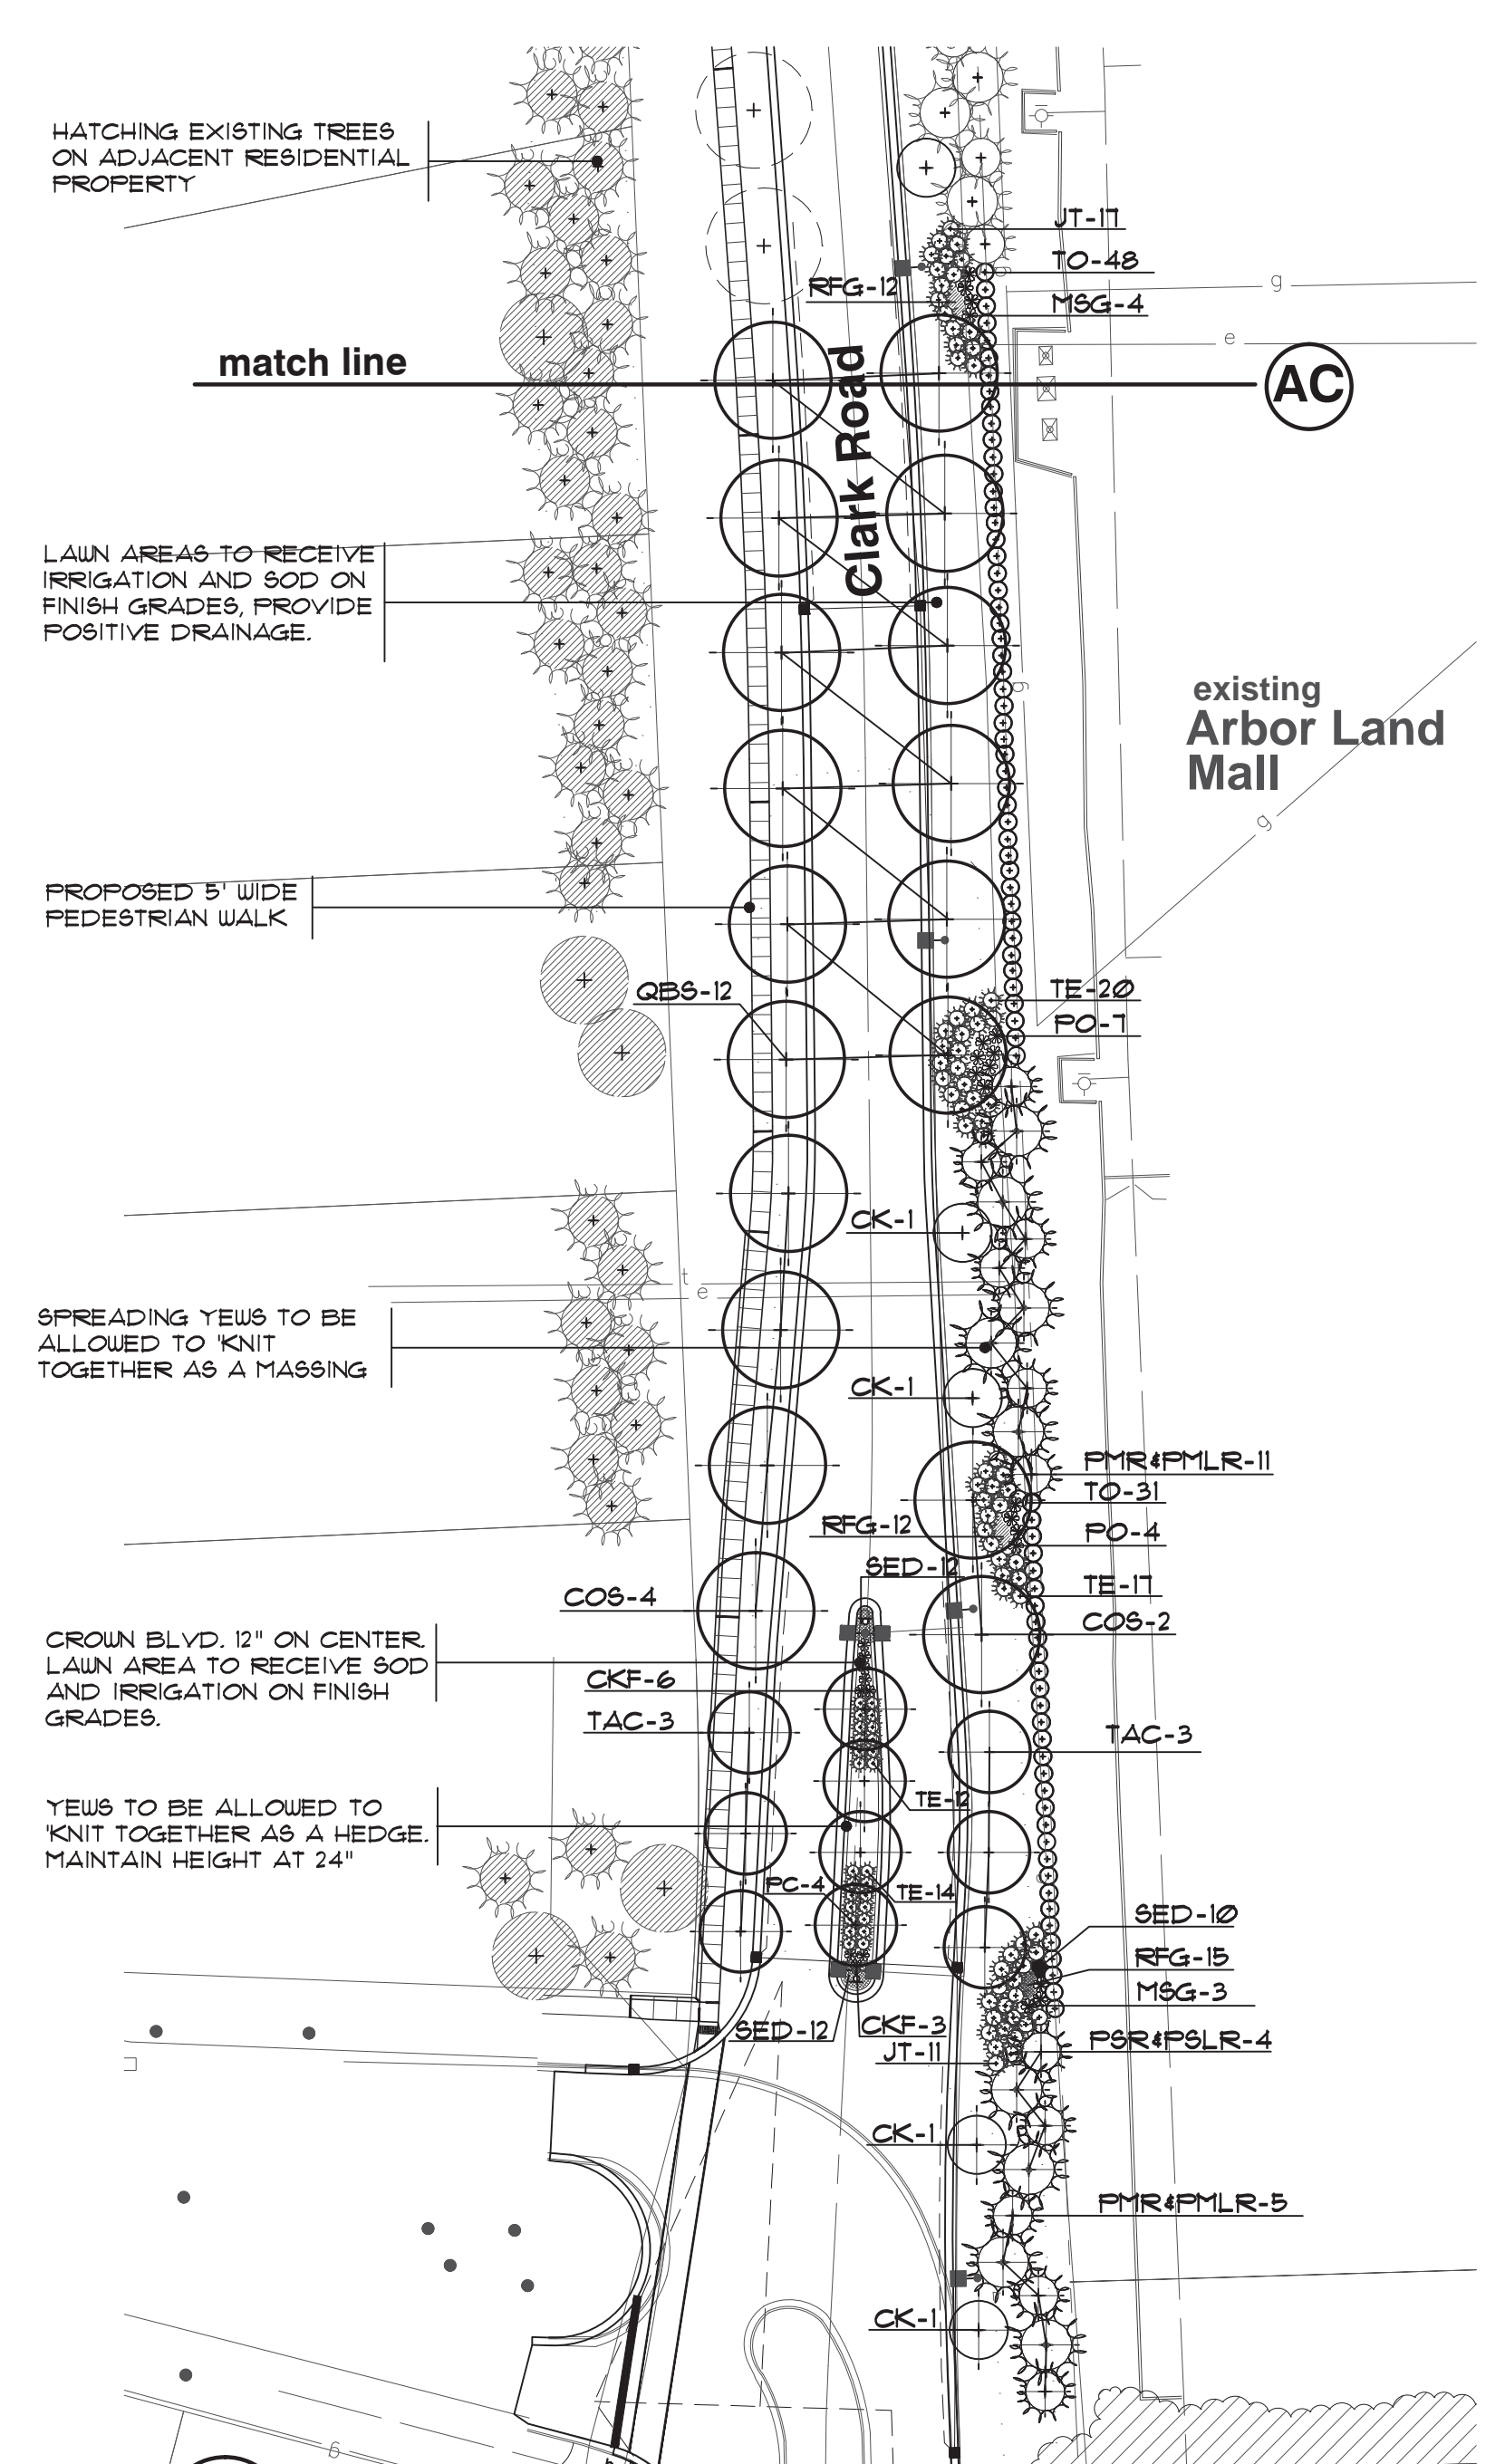 HATCHING EXISTING TREES
ON ADJACENT RESIDENTIAL
PROPERTY
JT-17
TO-48
RFG-12
MSG-4
g
g
e
match line
AC
Clark Road
LAWN AREAS TO RECEIVE
IRRIGATION AND SOD ON
FINISH GRADES, PROVIDE
POSITIVE DRAINAGE.
g
existing
Arbor Land
Mall
g
PROPOSED 5' WIDE
PEDESTRIAN WALK
QBS-12
TE-20
PO-7
CK-1
t
e
SPREADING YEWS TO BE
ALLOWED TO 'KNIT
TOGETHER AS A MASSING
CK-1
PMR&PMLR-11
TO-31
RFG-12
PO-4
SED-12
TE-17
COS-4
COS-2
CROWN BLVD. 12" ON CENTER.
LAWN AREA TO RECEIVE SOD
AND IRRIGATION ON FINISH
GRADES.
CKF-6
TAC-3
TAC-3
TE-12
YEWS TO BE ALLOWED TO
'KNIT TOGETHER AS A HEDGE.
MAINTAIN HEIGHT AT 24"
PC-4
TE-14
SED-10
RFG-15
MSG-3
SED-12
CKF-3
PSR&PSLR-4
JT-11
CK-1
PMR&PMLR-5
CK-1
6